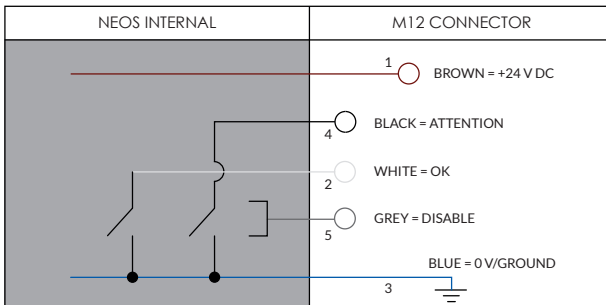 NEOS INTERNAL
M12 CONNECTOR
1
BROWN = +24 V DC
4
BLACK = ATTENTION
2
WHITE = OK
5
GREY = DISABLE
3
BLUE = 0 V/GROUND